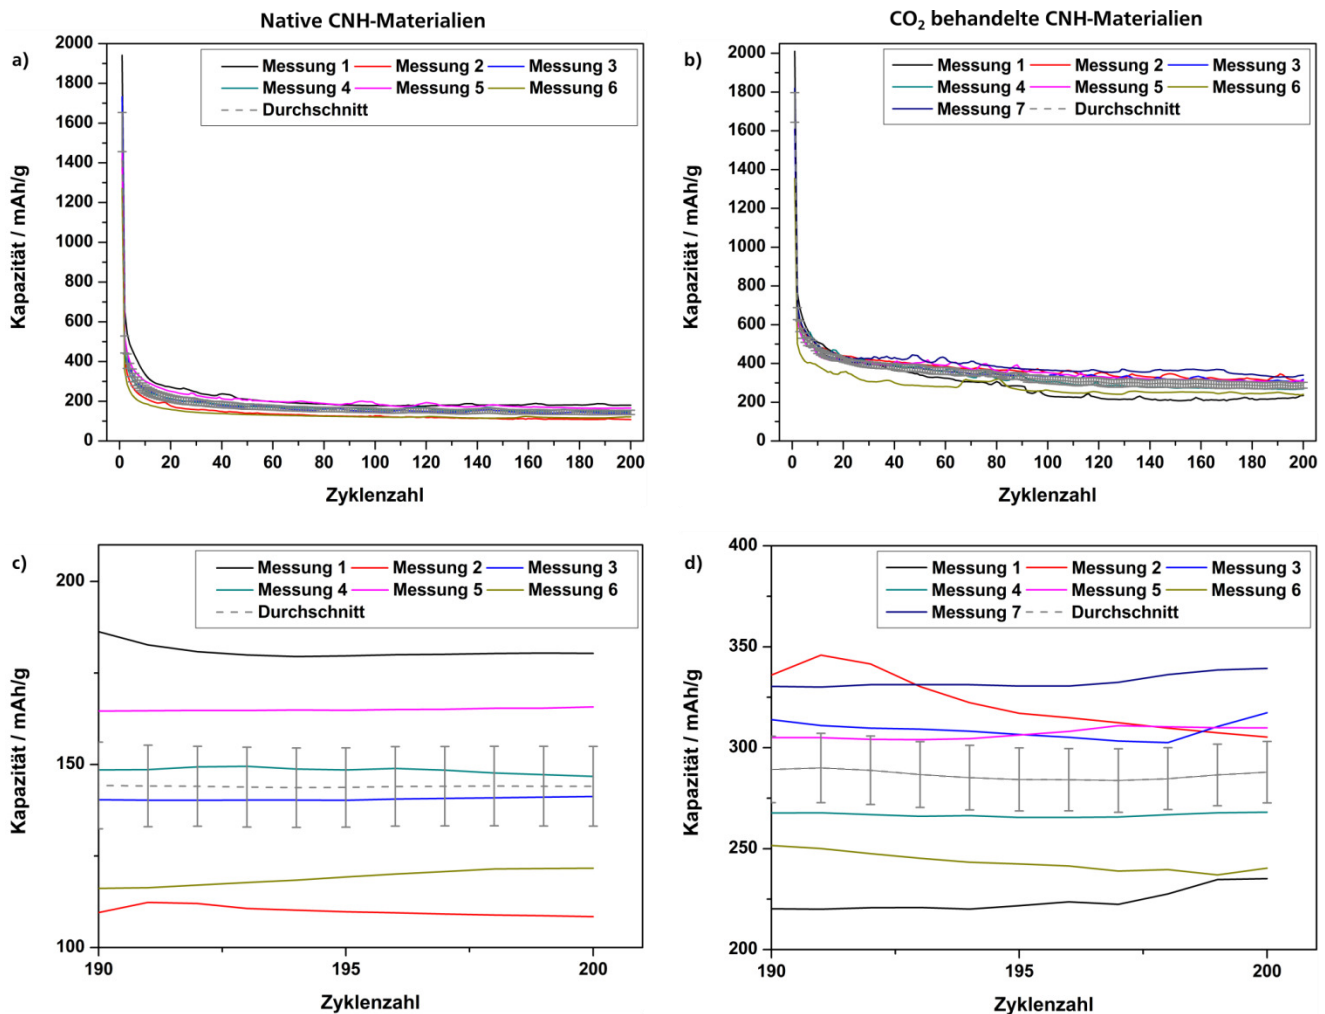 Native CNH-Materialien
CO2 behandelte CNH-Materialien
a)
Messung 1 Messung 2 Messung 3
Messung 4 Messung 5 Messung 6
Durchschnitt
2000
1800
1600
1400
1200
1000
800
600
400
200
0
Kapazität / mAh/g
0 20 40 60 80 100 120 140 160 180 200
Zyklenzahl
b)
Messung 1 Messung 2 Messung 3
Messung 4 Messung 5 Messung 6
Messung 7 Durchschnitt
2000
1800
1600
1400
1200
1000
800
600
400
200
0
Kapazität / mAh/g
0 20 40 60 80 100 120 140 160 180 200
Zyklenzahl
c)
Messung 1 Messung 2 Messung 3
Messung 4 Messung 5 Messung 6
Durchschnitt
200
150
100
Kapazität / mAh/g
190 195 200
Zyklenzahl
d)
Messung 1 Messung 2 Messung 3
Messung 4 Messung 5 Messung 6
Messung 7 Durchschnitt
400
350
300
250
200
Kapazität / mAh/g
190 195 200
Zyklenzahl